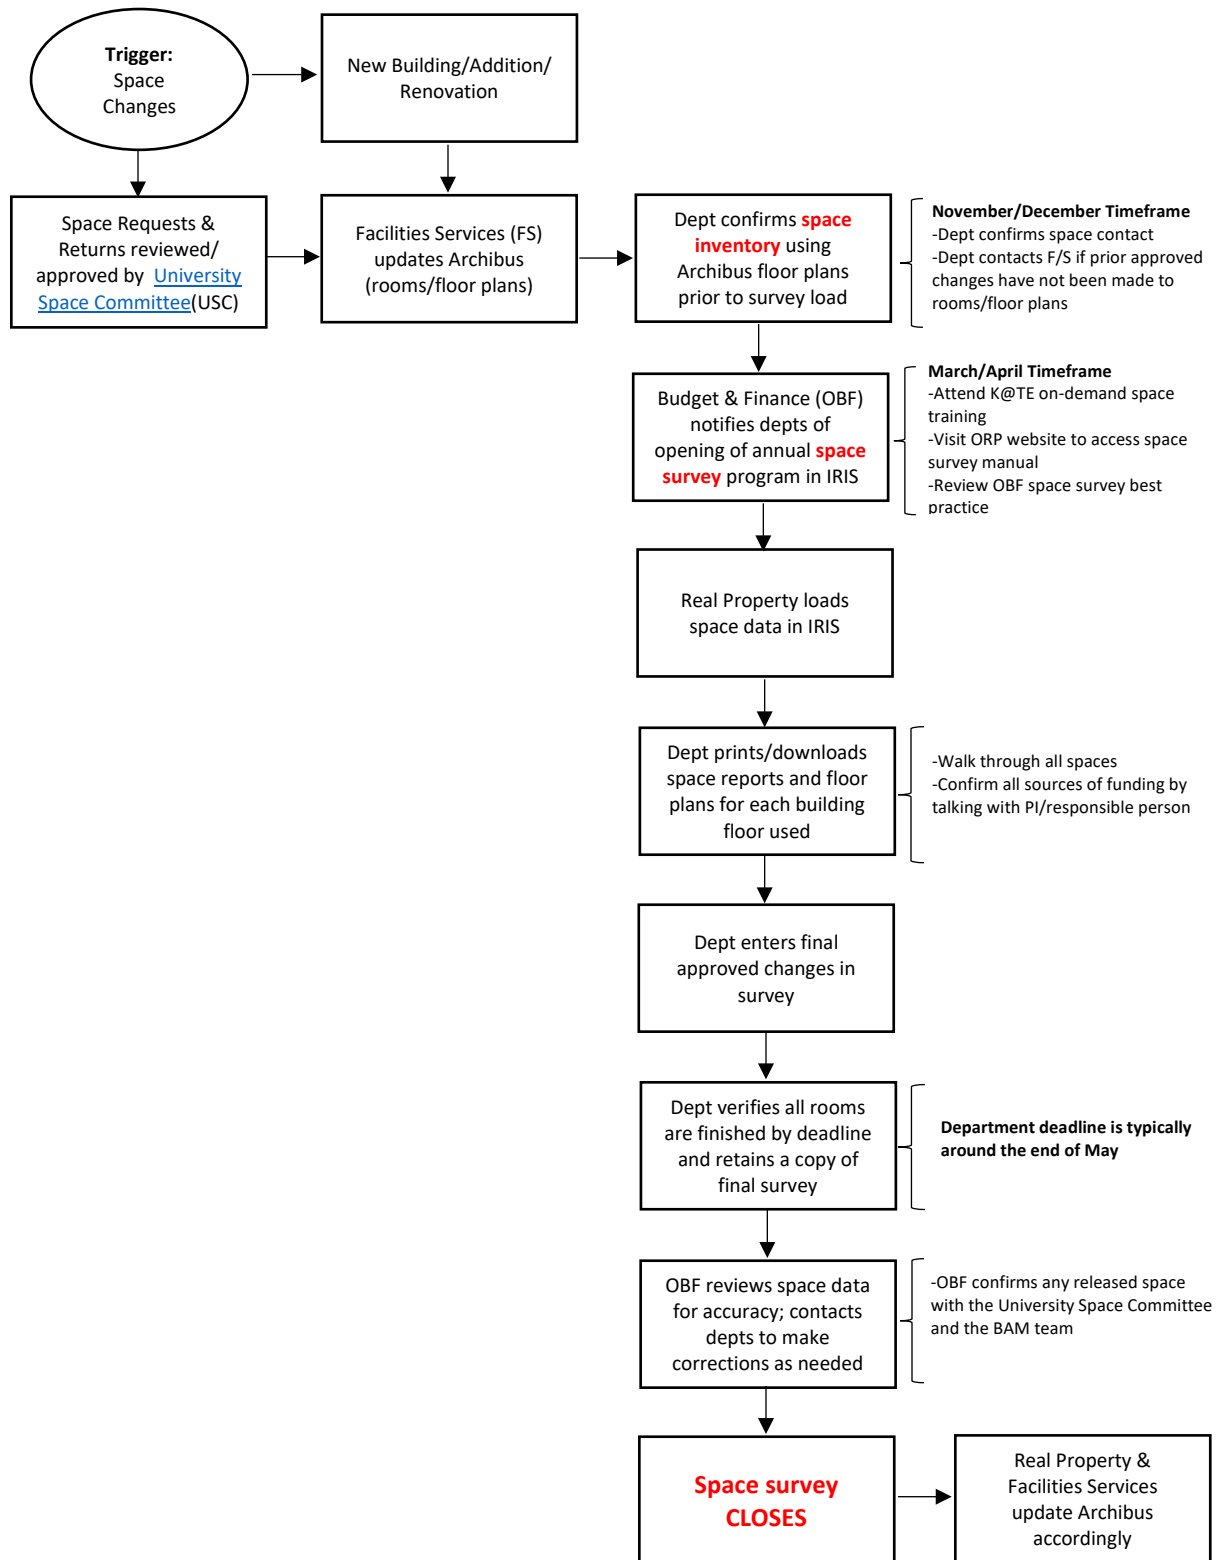 Trigger:
Space
Changes
New Building/Addition/
Renovation
Space Requests &
Returns reviewed/
approved by University
Space Committee(USC)
Facilities Services (FS)
updates Archibus
(rooms/floor plans)
Dept confirms space
inventory using
Archibus floor plans
prior to survey load
November/December Timeframe
-Dept confirms space contact
-Dept contacts F/S if prior approved
changes have not been made to
rooms/floor plans
Budget & Finance (OBF)
notifies depts of
opening of annual space
survey program in IRIS
March/April Timeframe
-Attend K@TE on-demand space
training
-Visit ORP website to access space
survey manual
-Review OBF space survey best
practice
Real Property loads
space data in IRIS
Dept prints/downloads
space reports and floor
plans for each building
floor used
-Walk through all spaces
-Confirm all sources of funding by
talking with PI/responsible person
Dept enters final
approved changes in
survey
Dept verifies all rooms
are finished by deadline
and retains a copy of
final survey
Department deadline is typically
around the end of May
OBF reviews space data
for accuracy; contacts
depts to make
corrections as needed
-OBF confirms any released space
with the University Space Committee
and the BAM team
Space survey
CLOSES
Real Property &
Facilities Services
update Archibus
accordingly